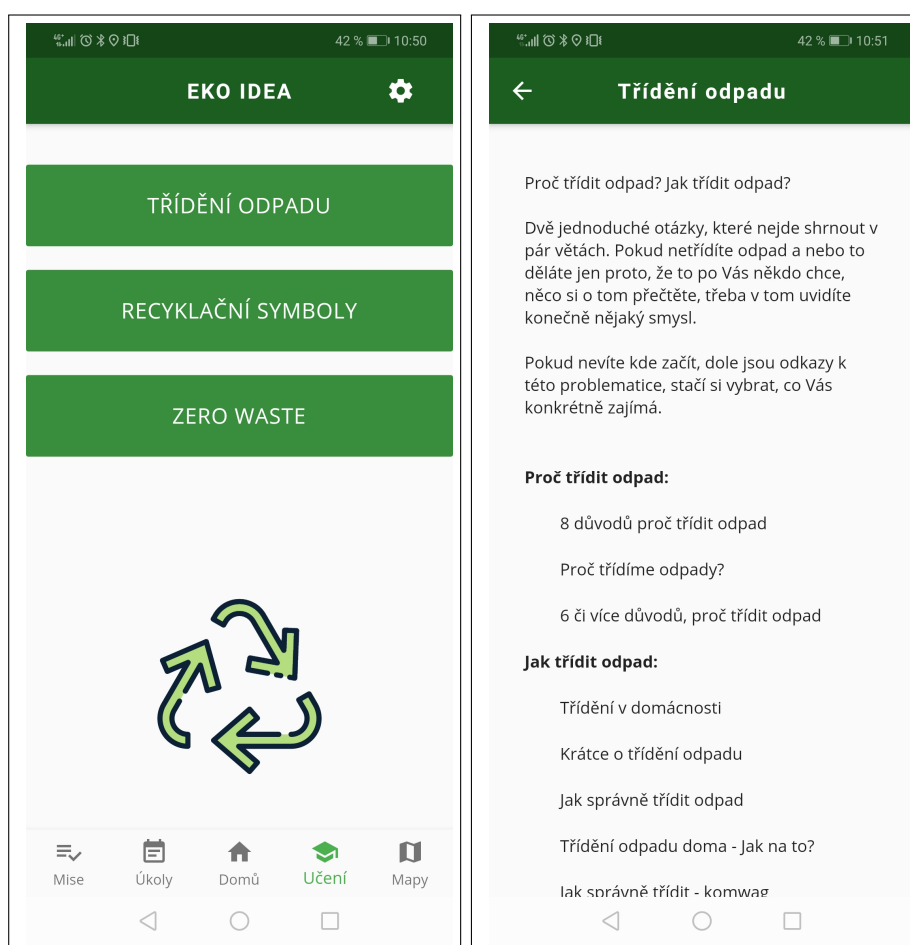 42 % 10:50
EKO IDEA
TŘÍDĚNÍ ODPADU
RECYKLAČNÍ SYMBOLY
ZERO WASTE
Mise Úkoly Domů Učení Mapy
42 % 10:51
Třídění odpadu
Proč třídit odpad? Jak třídit odpad?
Dvě jednoduché otázky, které nejde shrnout v
pár větách. Pokud netřídíte odpad a nebo to
děláte jen proto, že to po Vás někdo chce,
něco si o tom přečtěte, třeba v tom uvidíte
konečně nějaký smysl.
Pokud nevíte kde začít, dole jsou odkazy k
této problematice, stačí si vybrat, co Vás
konkrétně zajímá.
Proč třídit odpad:
8 důvodů proč třídit odpad
Proč třídíme odpady?
6 či více důvodů, proč třídit odpad
Jak třídit odpad:
Třídění v domácnosti
Krátce o třídění odpadu
Jak správně třídit odpad
Třídění odpadu doma - Jak na to?
Jak správně třídit - komwag